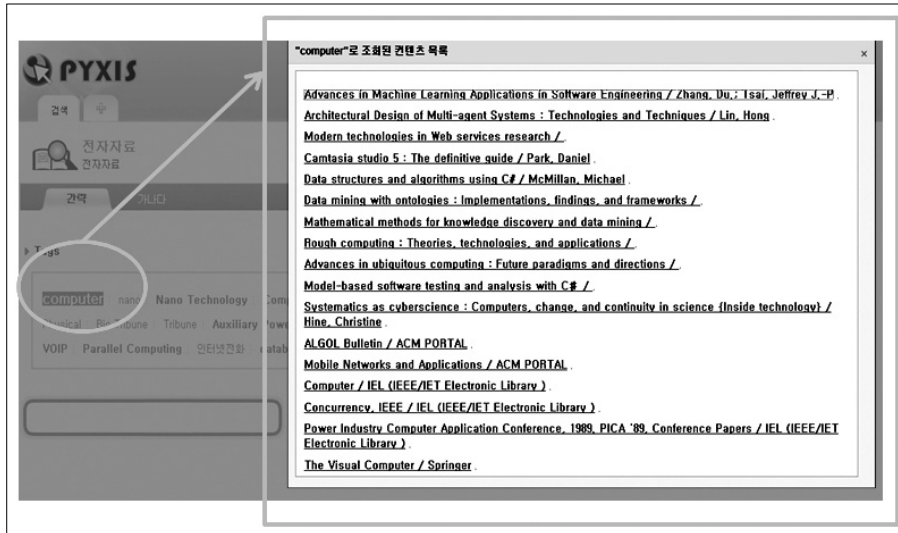 PYXIS
검색
전자자료
전자자료
간략 가나다
Tags
computer nano Nano Technology Comp
Physical Big Tribune Tribune Auxiliary Powe
VOIP Parallel Computing 인터넷전화 datab
"computer"로 조회된 컨텐츠 목록 ×
Advances in Machine Learning Applications in Software Engineering / Zhang, Du,; Tsai, Jeffrey J.-P.
Architectural Design of Multi-agent Systems : Technologies and Techniques / Lin, Hong .
Modern technologies in Web services research / .
Camtasia studio 5 : The definitive guide / Park, Daniel .
Data structures and algorithms using C# / McMillan, Michael .
Data mining with ontologies : Implementations, findings, and frameworks / .
Mathematical methods for knowledge discovery and data mining / .
Rough computing : Theories, technologies, and applications / .
Advances in ubiquitous computing : Future paradigms and directions / .
Model-based software testing and analysis with C# / .
Systematics as cyberscience : Computers, change, and continuity in science {Inside technology} /
Hine, Christine .
ALGOL Bulletin / ACM PORTAL .
Mobile Networks and Applications / ACM PORTAL .
Computer / IEL (IEEE/IET Electronic Library ) .
Concurrency, IEEE / IEL (IEEE/IET Electronic Library ) .
Power Industry Computer Application Conference, 1989, PICA '89, Conference Papers / IEL (IEEE/IET
Electronic Library ) .
The Visual Computer / Springer .